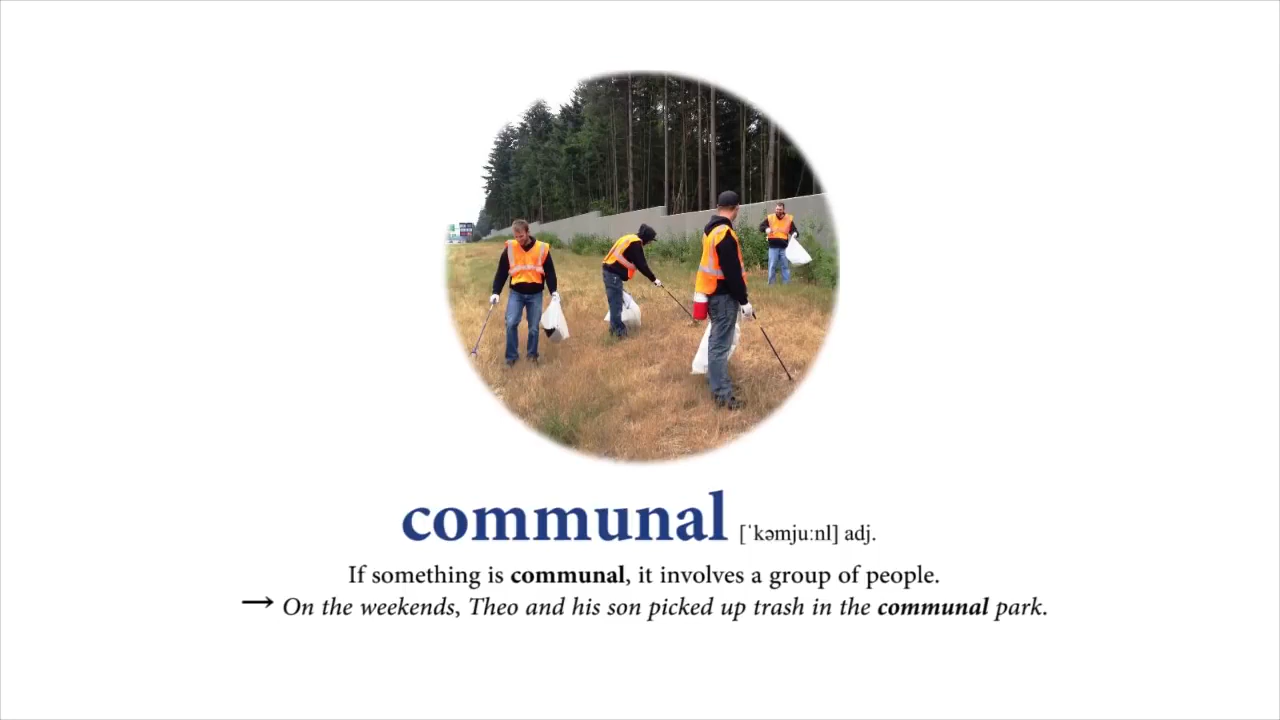 communal [ˈkəmjuːnl] adj.
If something is communal, it involves a group of people.
→ On the weekends, Theo and his son picked up trash in the communal park.